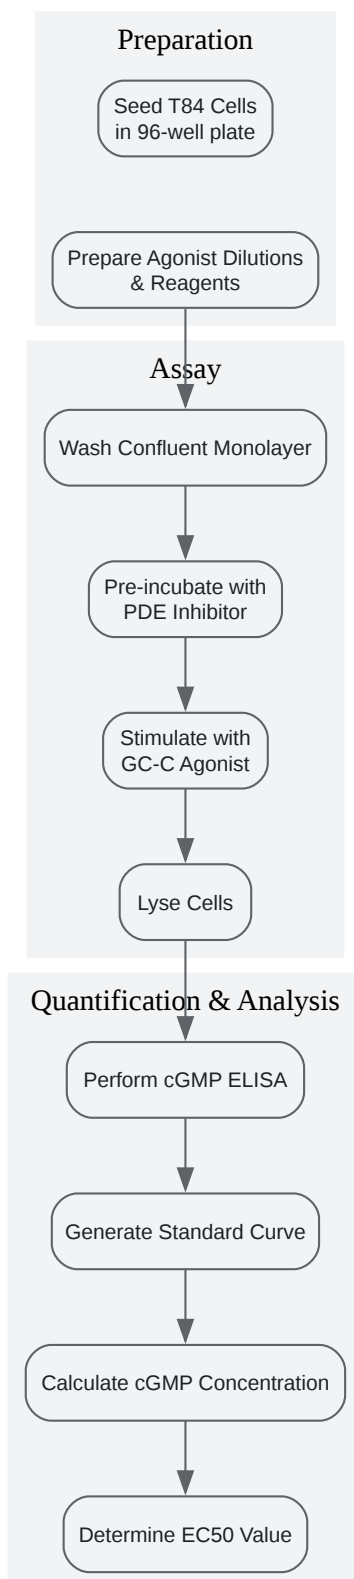 Preparation
Seed T84 Cells
in 96-well plate
Prepare Agonist Dilutions
& Reagents
Assay
Wash Confluent Monolayer
Pre-incubate with
PDE Inhibitor
Stimulate with
GC-C Agonist
Lyse Cells
Quantification & Analysis
Perform cGMP ELISA
Generate Standard Curve
Calculate cGMP Concentration
Determine EC50 Value